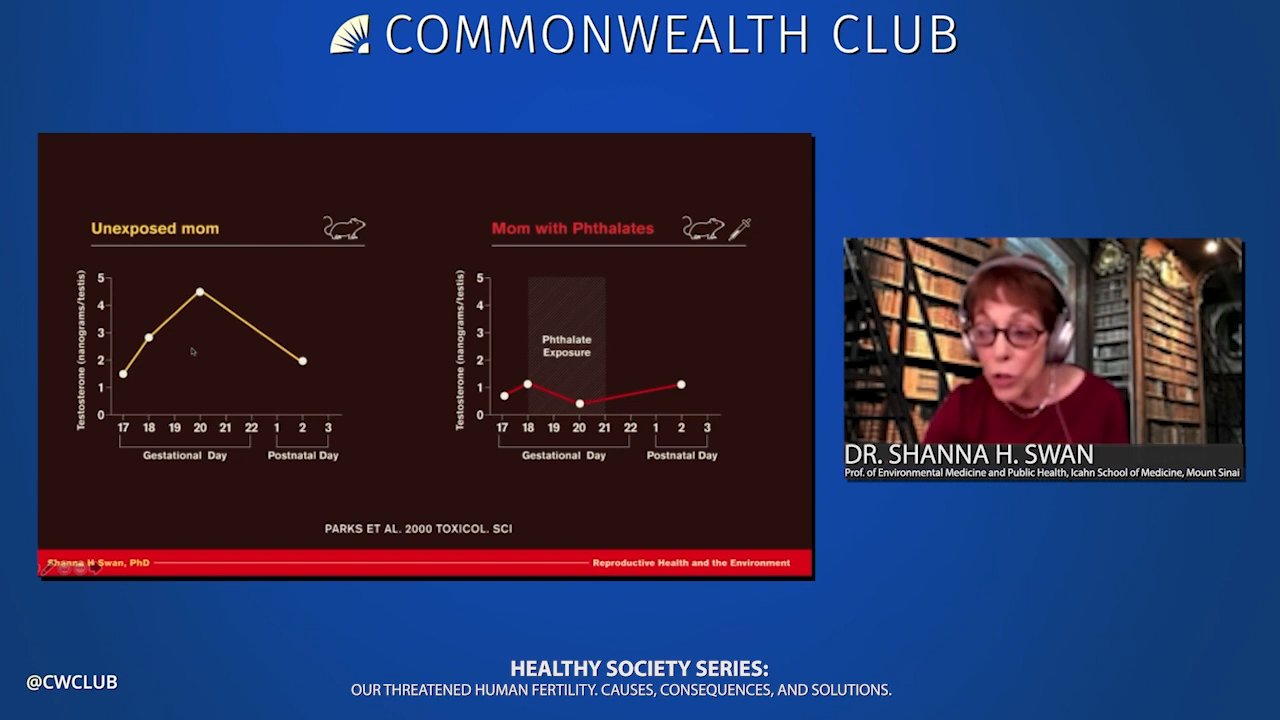 COMMONWEALTH CLUB
Unexposed mom
Testosterone (nanograms/testis)
5
4
3
2
1
0
17 18 19 20 21 22 1 2 3
Gestational Day Postnatal Day
Mom with Phthalates
Testosterone (nanograms/testis)
5
4
3
2
1
0
Phthalate
Exposure
17 18 19 20 21 22 1 2 3
Gestational Day Postnatal Day
PARKS ET AL. 2000 TOXICOL. SCI
Shanna H Swan, PhD
Reproductive Health and the Environment
DR. SHANNA H. SWAN
Prof. of Environmental Medicine and Public Health, Icahn School of Medicine, Mount Sinai
@CWCLUB
HEALTHY SOCIETY SERIES:
OUR THREATENED HUMAN FERTILITY. CAUSES, CONSEQUENCES, AND SOLUTIONS.